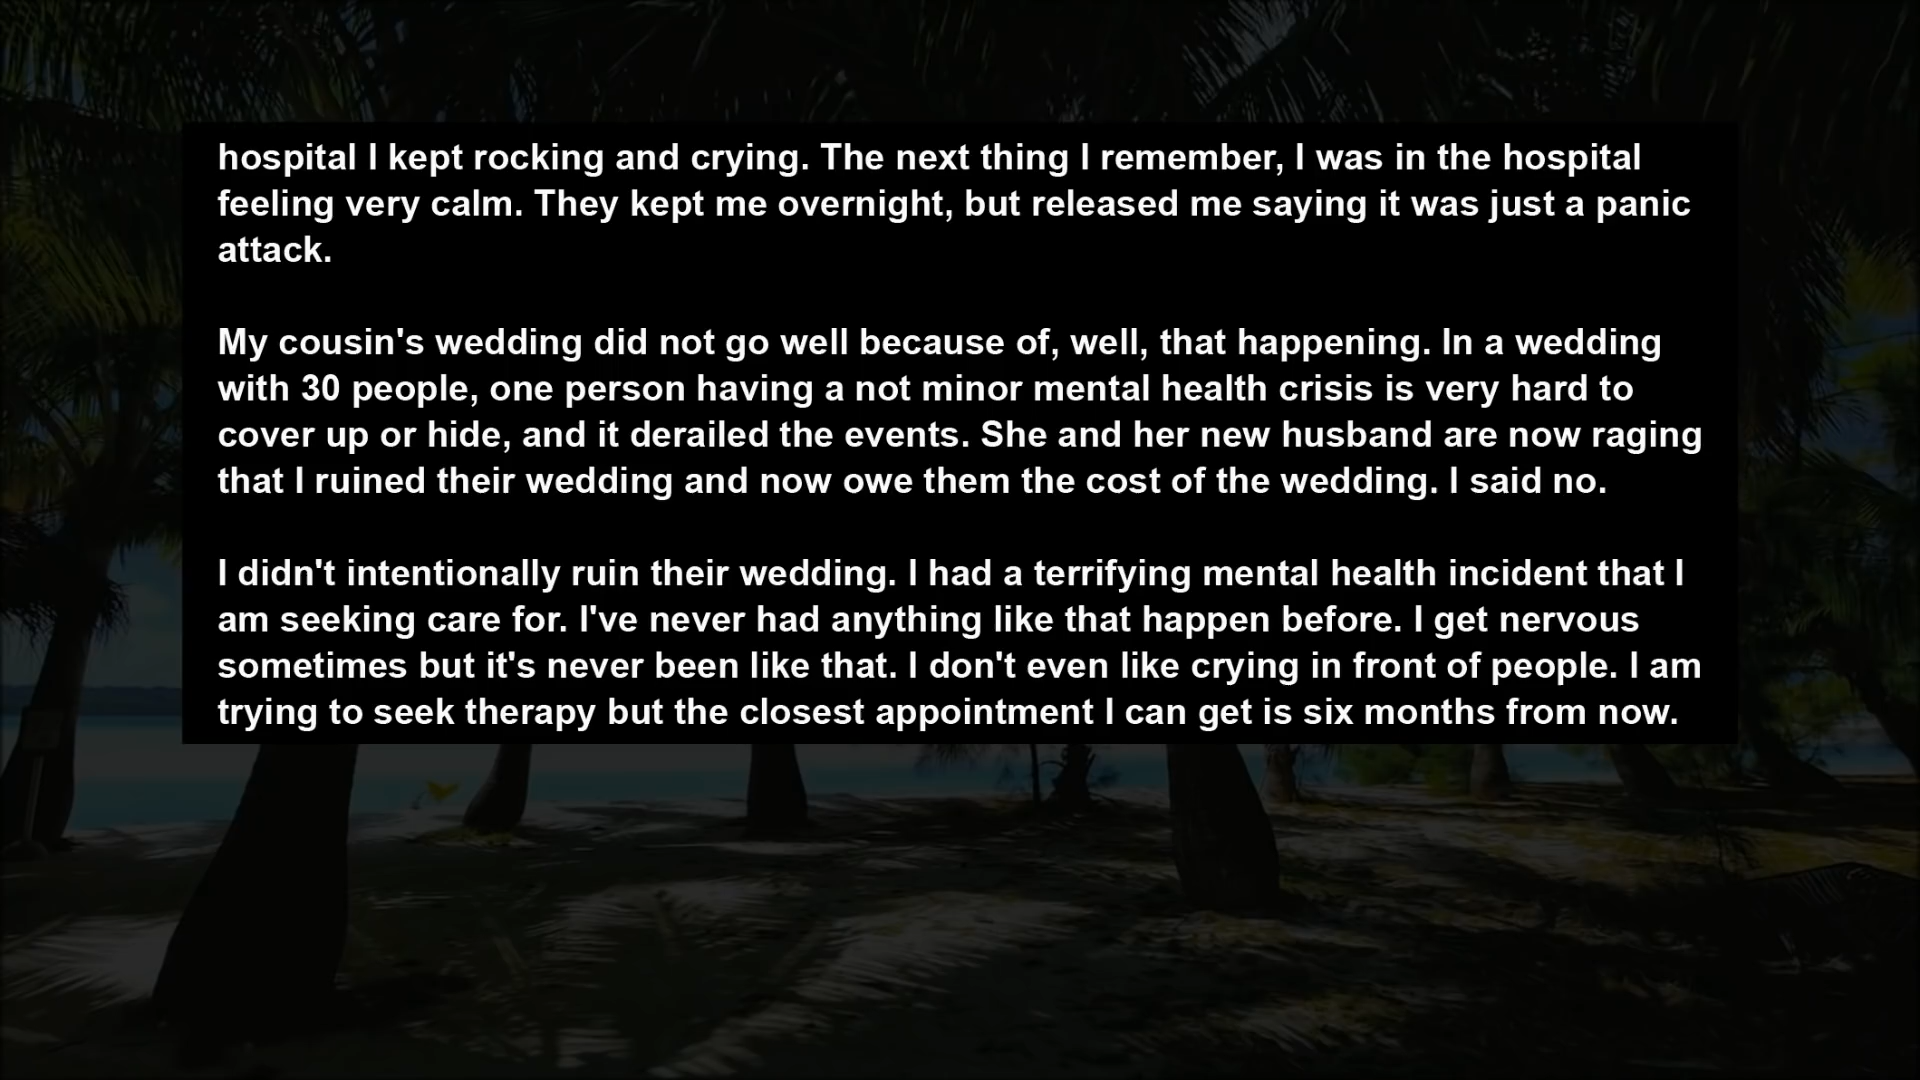 hospital I kept rocking and crying. The next thing I remember, I was in the hospital
feeling very calm. They kept me overnight, but released me saying it was just a panic
attack.
My cousin's wedding did not go well because of, well, that happening. In a wedding
with 30 people, one person having a not minor mental health crisis is very hard to
cover up or hide, and it derailed the events. She and her new husband are now raging
that I ruined their wedding and now owe them the cost of the wedding. I said no.
I didn't intentionally ruin their wedding. I had a terrifying mental health incident that I
am seeking care for. I've never had anything like that happen before. I get nervous
sometimes but it's never been like that. I don't even like crying in front of people. I am
trying to seek therapy but the closest appointment I can get is six months from now.